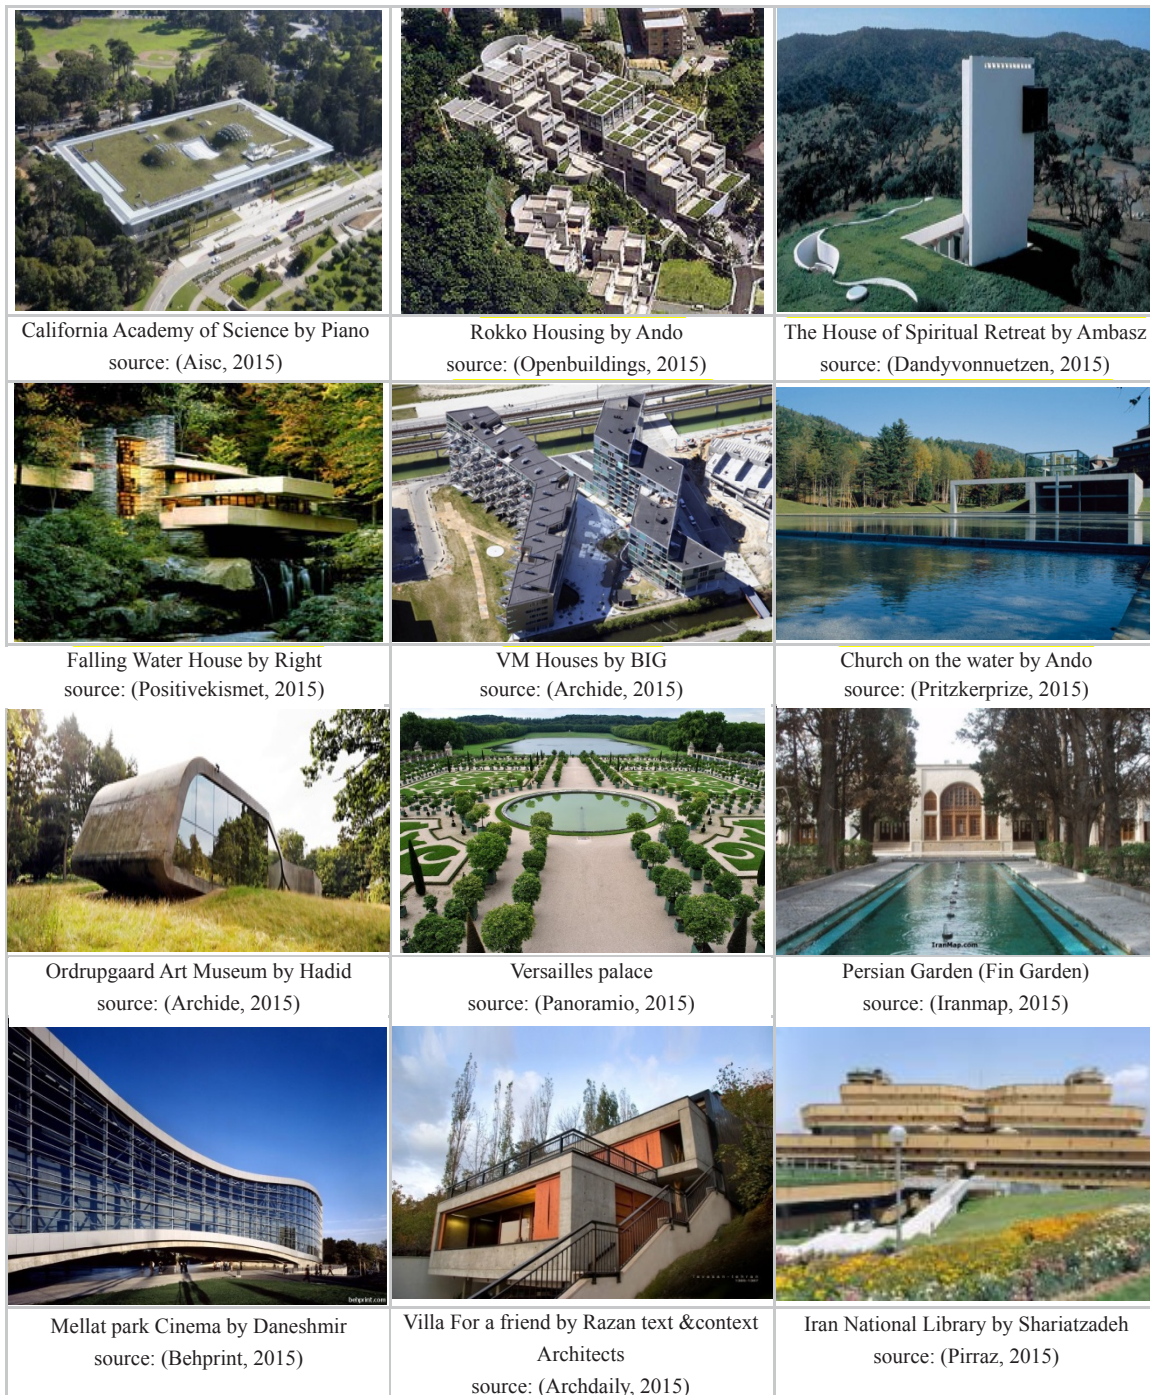 California Academy of Science by Piano
source: (Aisc, 2015)
Rokko Housing by Ando
source: (Openbuildings, 2015)
The House of Spiritual Retreat by Ambasz
source: (Dandyvonnuetzen, 2015)
Falling Water House by Right
source: (Positivekismet, 2015)
VM Houses by BIG
source: (Archide, 2015)
Church on the water by Ando
source: (Pritzkerprize, 2015)
IranMap.com
Ordrupgaard Art Museum by Hadid
source: (Archide, 2015)
Versailles palace
source: (Panoramio, 2015)
Persian Garden (Fin Garden)
source: (Iranmap, 2015)
behprint.com
Mellat park Cinema by Daneshmir
source: (Behprint, 2015)
Villa For a friend by Razan text &context
Architects
source: (Archdaily, 2015)
Iran National Library by Shariatzadeh
source: (Pirraz, 2015)